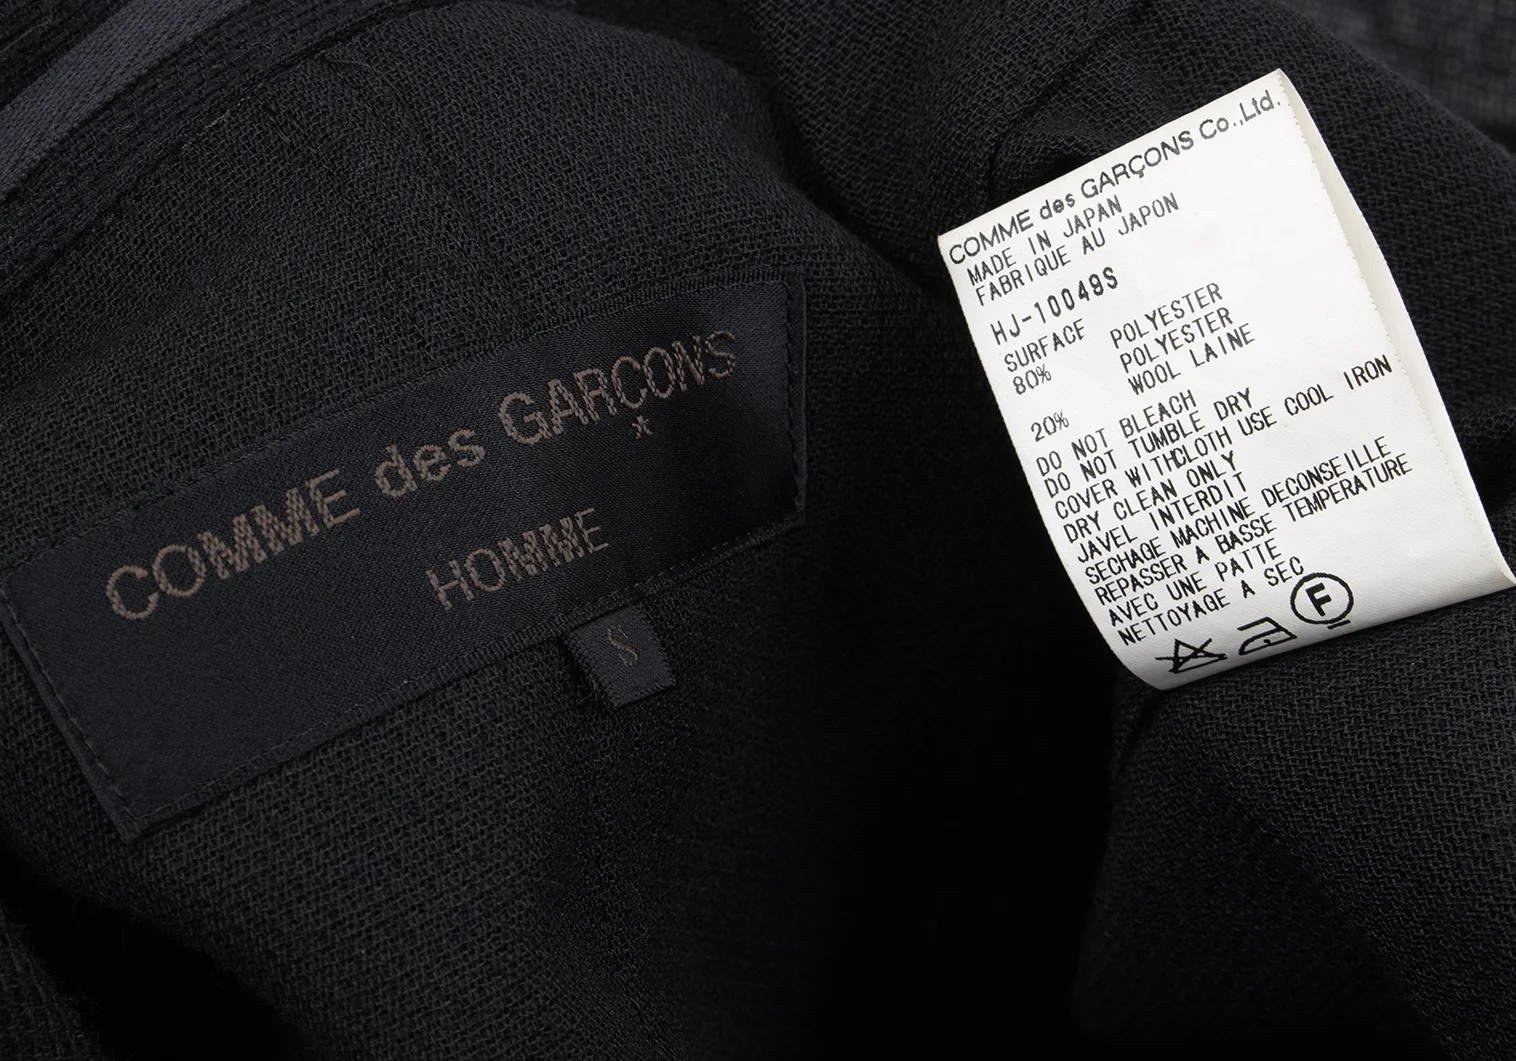 COMME des GARÇONS
*
HOMME
S
COMME des GARÇONS Co.,Ltd.
MADE IN JAPAN
FABRIQUE AU JAPON
HJ-10049S
SURFACE POLYESTER
80% POLYESTER
20% WOOL LAINE
DO NOT BLEACH
DO NOT TUMBLE DRY
COVER WITHCLOTH USE COOL IRON
DRY CLEAN ONLY
JAVEL INTERDIT
SECHAGE MACHINE DECONSEILLE
REPASSER A BASSE TEMPERATURE
AVEC UNE PATTE
NETTOYAGE A SEC
F